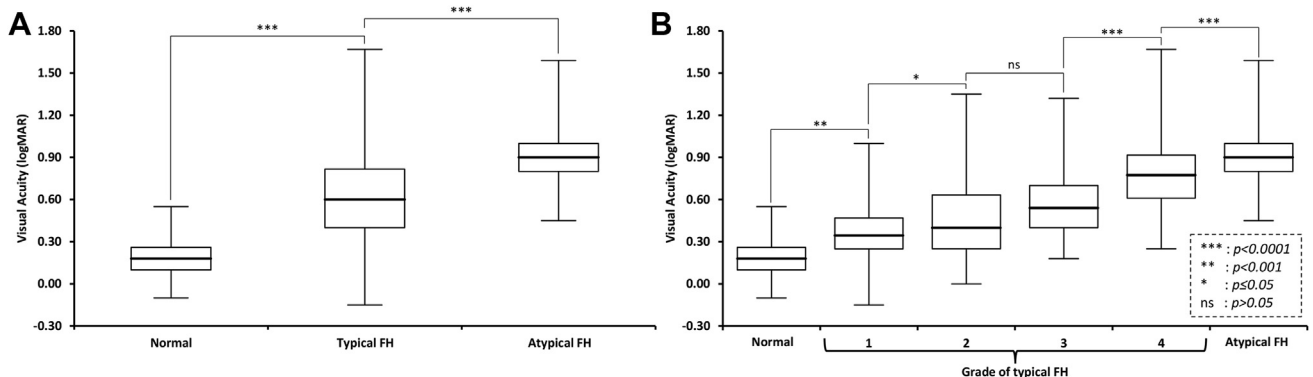 A
Visual Acuity (logMAR)
1.80
1.50
1.20
0.90
0.60
0.30
0.00
-0.30
***
***
Normal Typical FH Atypical FH
B
Visual Acuity (logMAR)
1.80
1.50
1.20
0.90
0.60
0.30
0.00
-0.30
**
*
ns
***
***
*** : p<0.0001
** : p<0.001
* : p≤0.05
ns : p>0.05
Normal 1 2 3 4 Atypical FH
Grade of typical FH